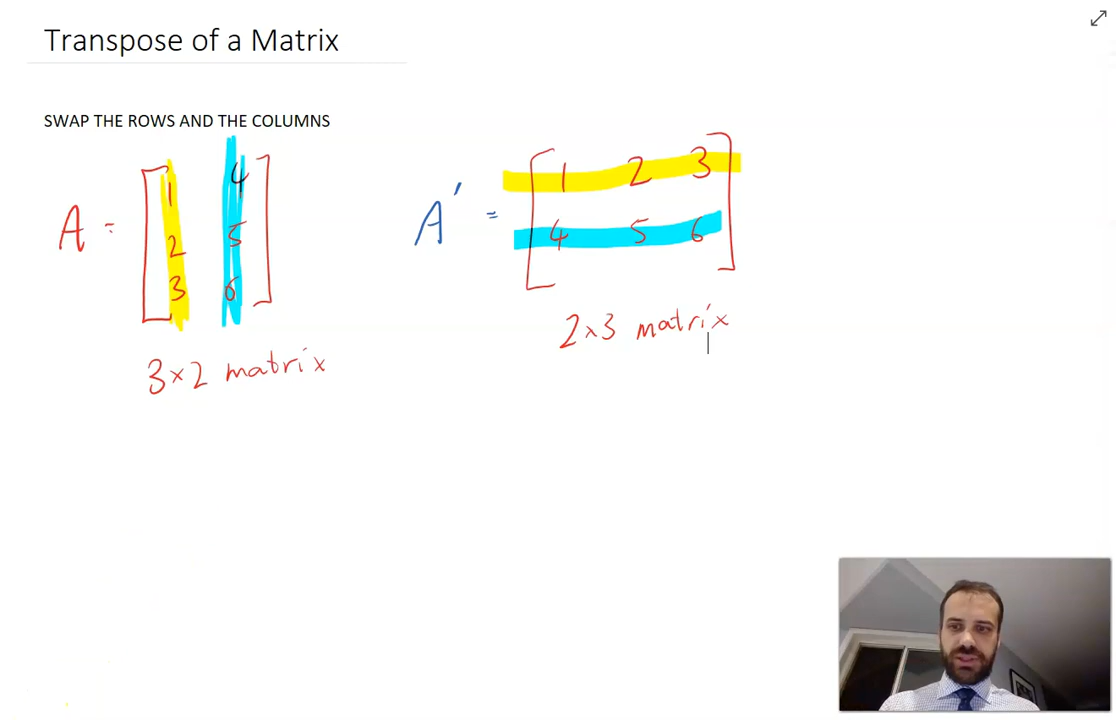 Transpose of a Matrix
SWAP THE ROWS AND THE COLUMNS
A = [1 4
2 5
3 6]
3×2 matrix
A' = [1 2 3
4 5 6]
2×3 matrix